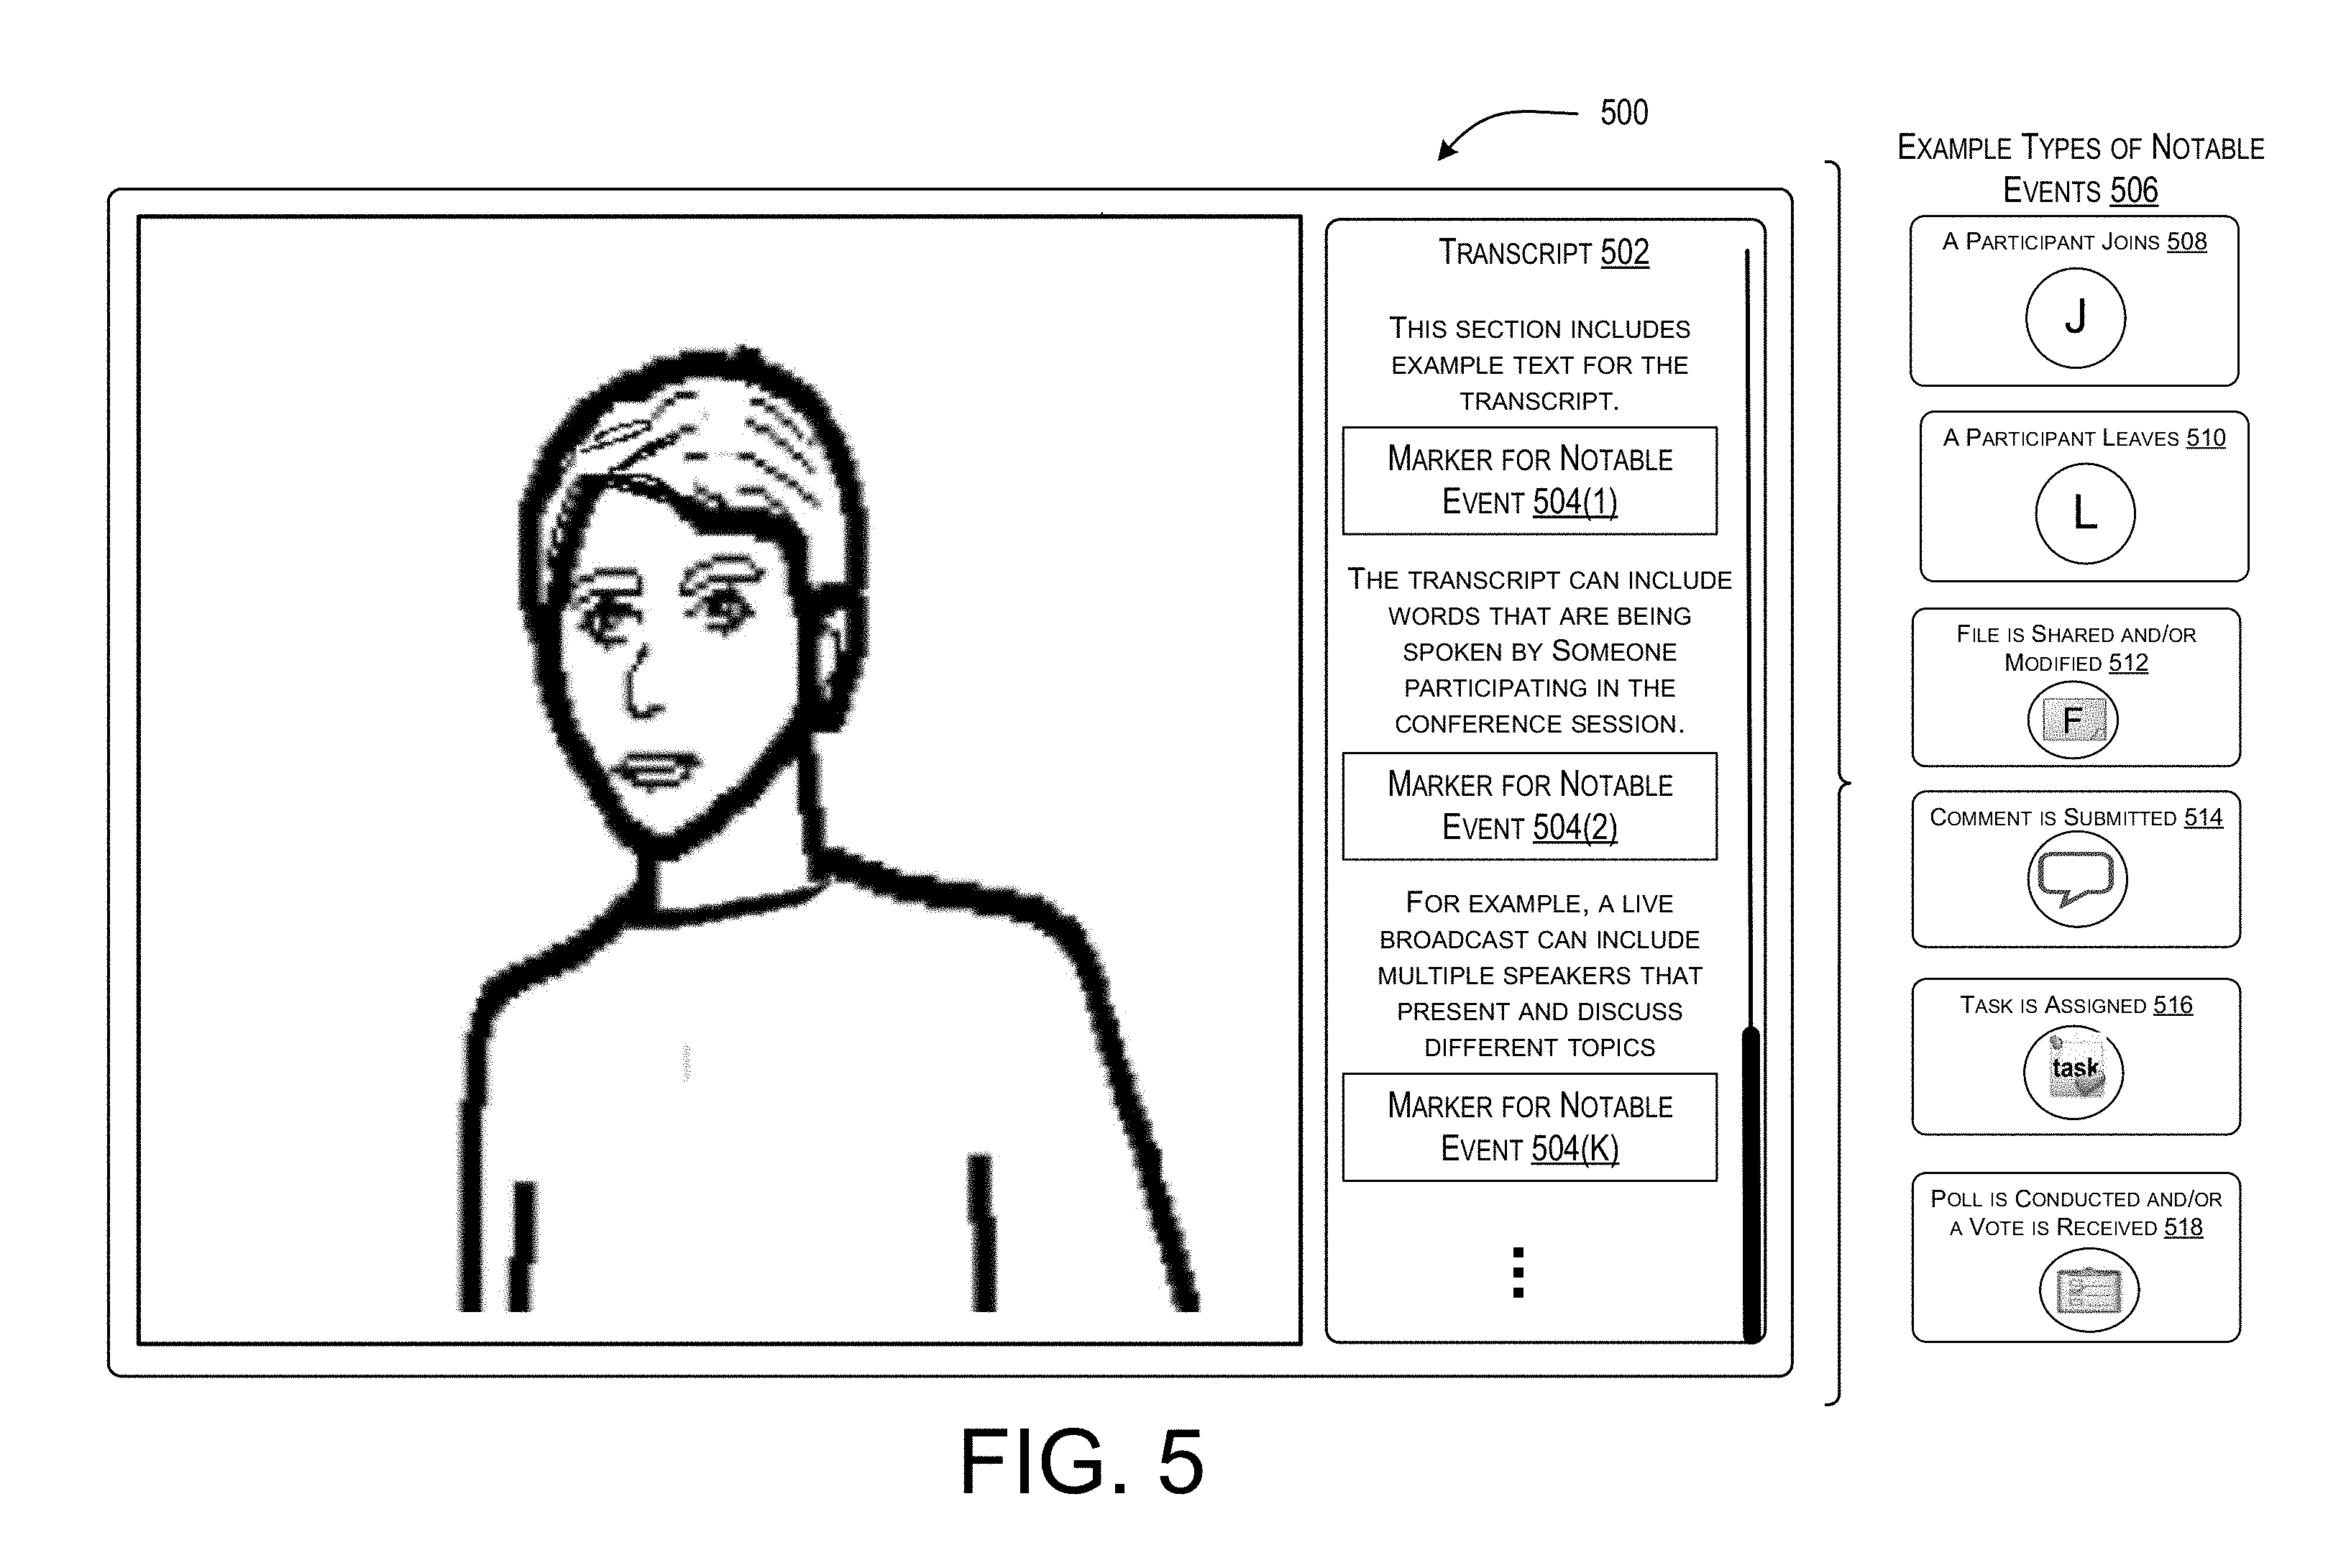 500
Example Types of Notable
Events 506
Transcript 502
This section includes
example text for the
transcript.
Marker for Notable
Event 504(1)
The transcript can include
words that are being
spoken by Someone
participating in the
conference session.
Marker for Notable
Event 504(2)
For example, a live
broadcast can include
multiple speakers that
present and discuss
different topics
Marker for Notable
Event 504(K)
A Participant Joins 508
J
A Participant Leaves 510
L
File is Shared and/or
Modified 512
F
Comment is Submitted 514
Task is Assigned 516
task
Poll is Conducted and/or
a Vote is Received 518
FIG. 5